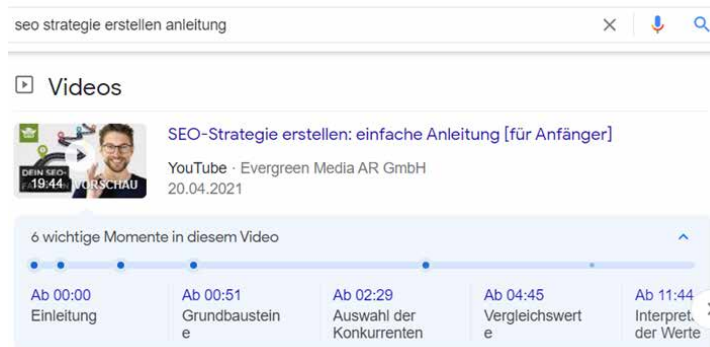 seo strategie erstellen anleitung
Videos
SEO-Strategie erstellen: einfache Anleitung [für Anfänger]
YouTube · Evergreen Media AR GmbH
20.04.2021
DEIN SEO-
19:44 VORSCHAU
6 wichtige Momente in diesem Video
Ab 00:00
Einleitung
Ab 00:51
Grundbaustein
e
Ab 02:29
Auswahl der
Konkurrenten
Ab 04:45
Vergleichswert
e
Ab 11:44
Interpret
der Werte